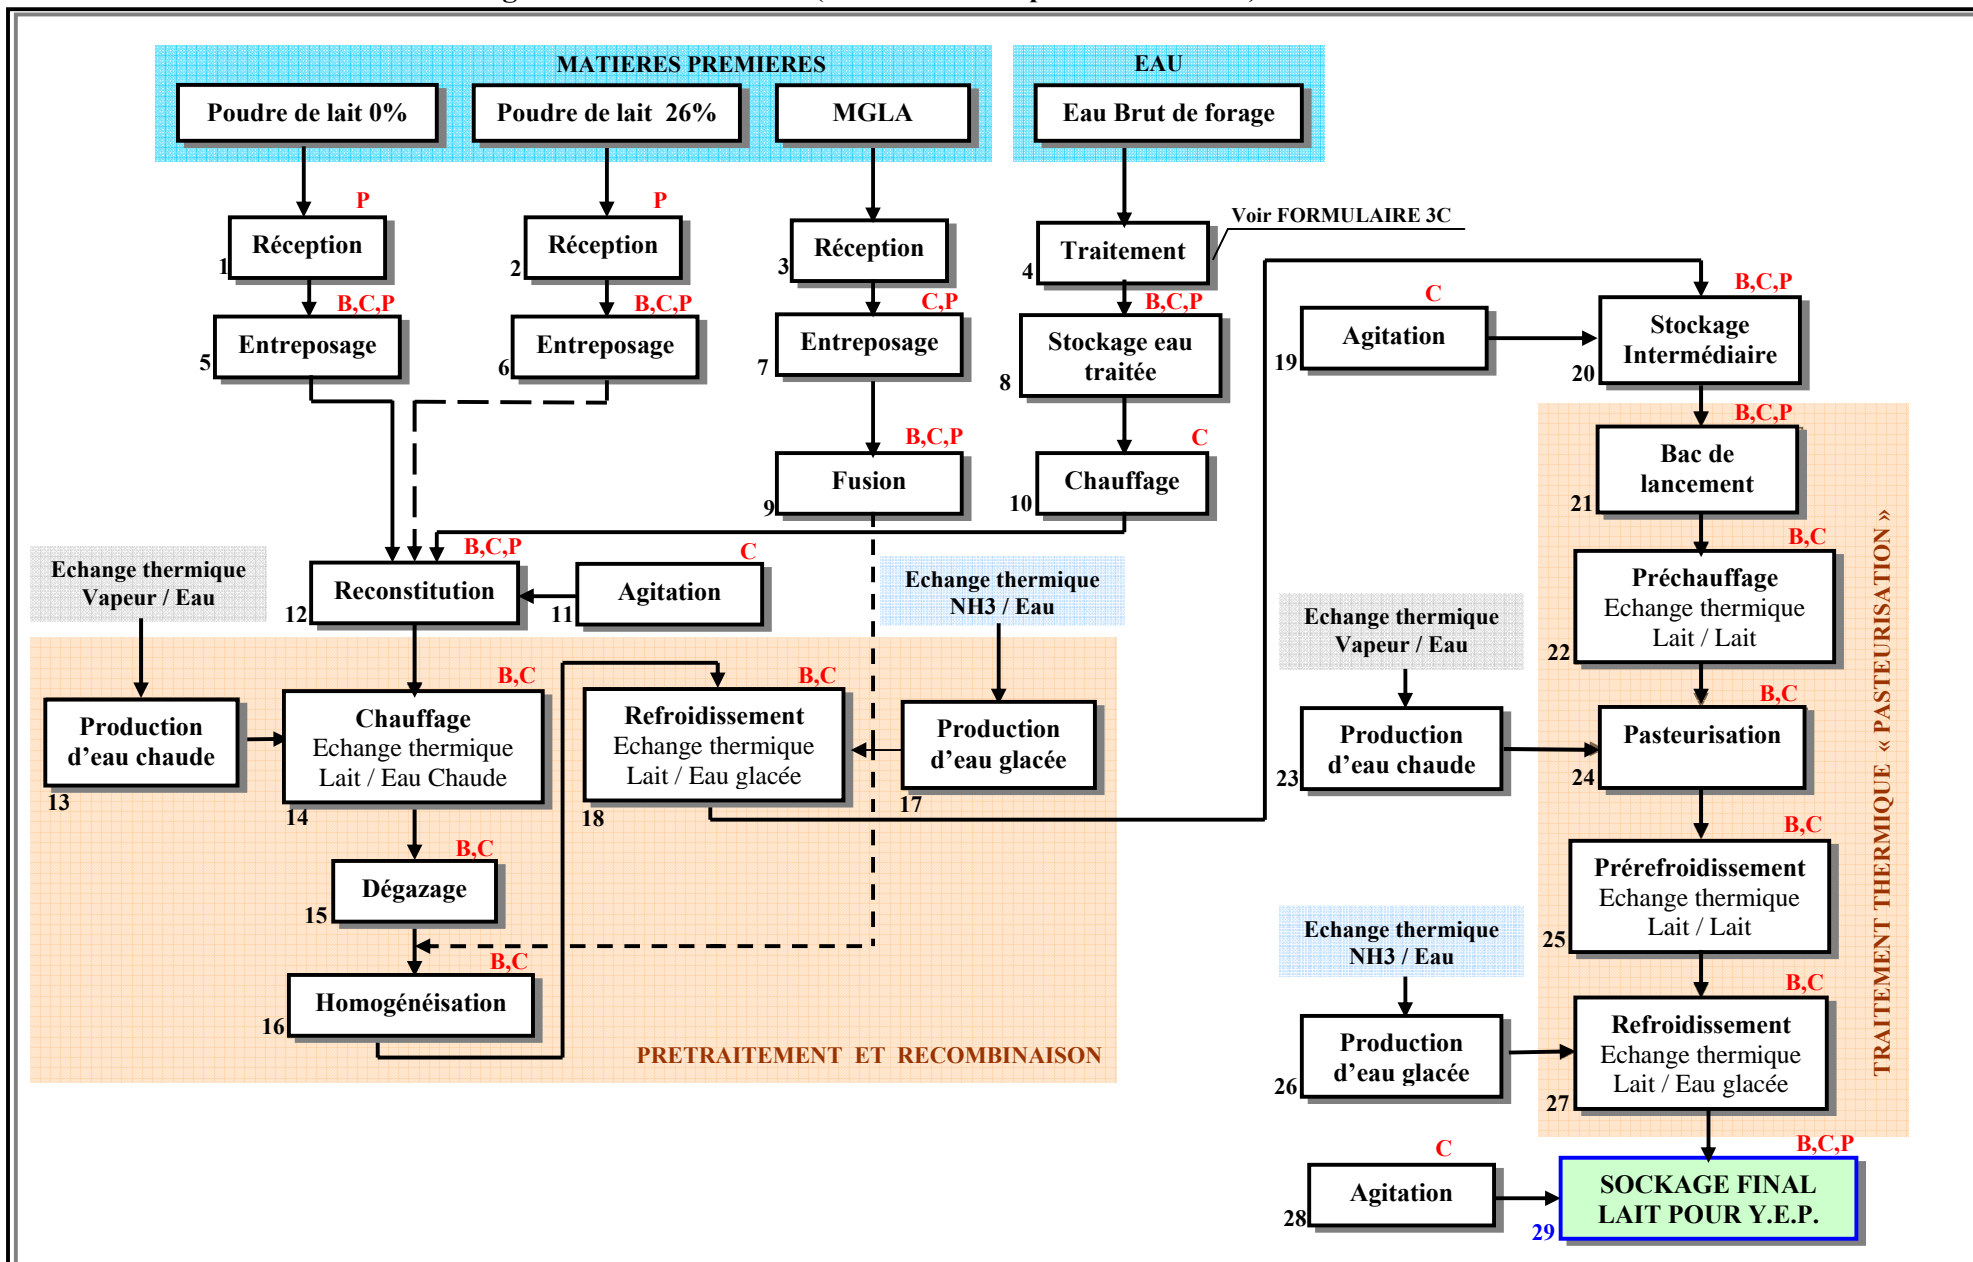 MATIERES PREMIERES
EAU
Poudre de lait 0%
Poudre de lait 26%
MGLA
Eau Brut de forage
P
P
Voir FORMULAIRE 3C
Réception
1
Réception
2
Réception
3
Traitement
4
B,C,P
B,C,P
C,P
B,C,P
C
B,C,P
Entreposage
5
Entreposage
6
Entreposage
7
Stockage eau
traitée
8
Agitation
19
Stockage
Intermédiaire
20
B,C,P
C
B,C,P
Fusion
9
Chauffage
10
Bac de
lancement
21
Echange thermique
Vapeur / Eau
B,C,P
Reconstitution
12
C
Agitation
11
Echange thermique
NH3 / Eau
B,C
Préchauffage
Echange thermique
Lait / Lait
22
Echange thermique
Vapeur / Eau
Production
d'eau chaude
13
B,C
Chauffage
Echange thermique
Lait / Eau Chaude
14
B,C
Refroidissement
Echange thermique
Lait / Eau glacée
18
Production
d'eau glacée
17
Production
d'eau chaude
23
B,C
Pasteurisation
24
TRAITEMENT THERMIQUE « PASTEURISATION »
B,C
Dégazage
15
B,C
Prérefroidissement
Echange thermique
Lait / Lait
25
Echange thermique
NH3 / Eau
B,C
Homogénéisation
16
PRETRAITEMENT ET RECOMBINAISON
Production
d'eau glacée
26
B,C
Refroidissement
Echange thermique
Lait / Eau glacée
27
C
Agitation
28
B,C,P
SOCKAGE FINAL
LAIT POUR Y.E.P.
29